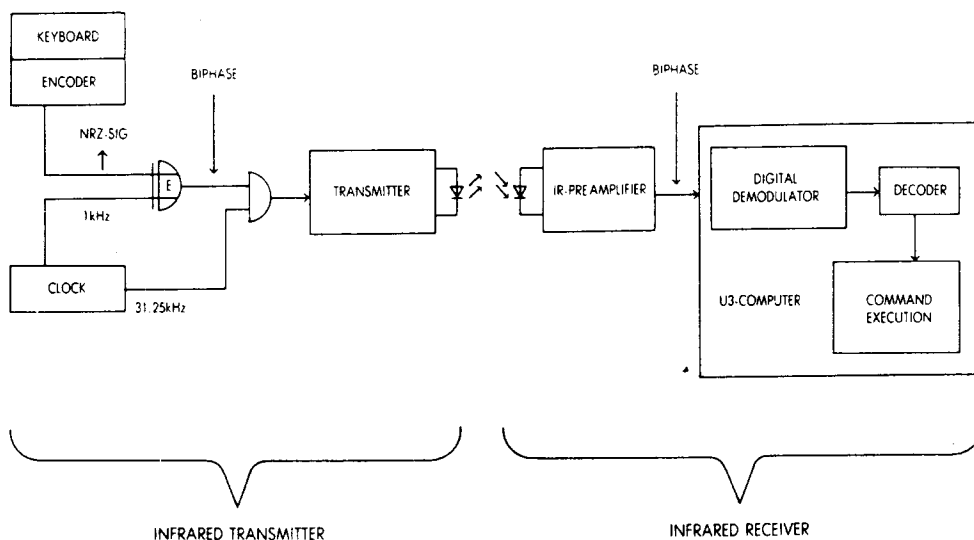 KEYBOARD
ENCODER
BIPHASE
NRZ-SIG
E
1kHz
CLOCK
31.25kHz
TRANSMITTER
IR-PREAMPLIFIER
BIPHASE
DIGITAL
DEMODULATOR
DECODER
U3-COMPUTER
COMMAND
EXECUTION
INFRARED TRANSMITTER
INFRARED RECEIVER